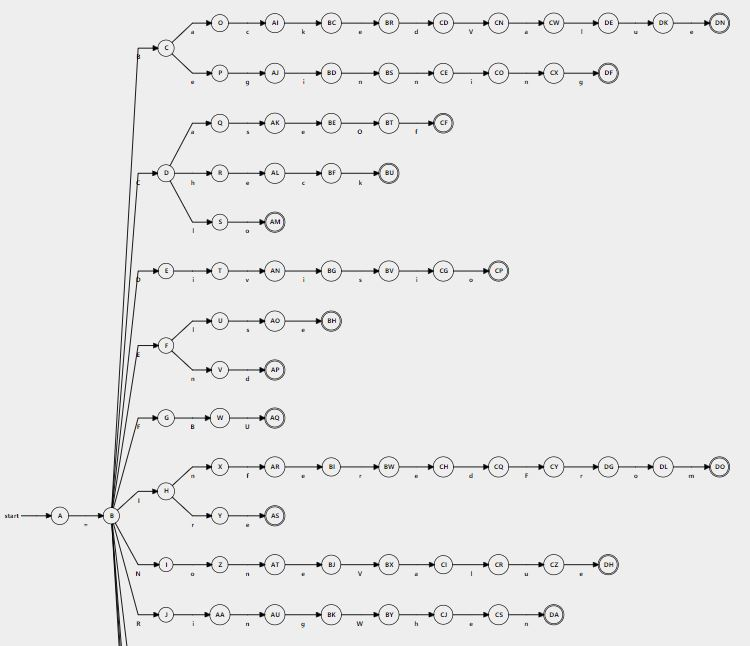 O AI BC BR CD CN CW DE DK DN
a c k e d V a l u e
C
B
P AJ BD BS CE CO CX DF
e g i n n i n g
Q AK BE BT CF
a s e O f
D R AL BF BU
C h e c k
S AM
l o
E T AN BG BV CG CP
D i v i s i o
U AO BH
l s e
F
E
V AP
n d
G W AQ
F B U
X AR BI BW CH CQ CY DG DL DO
n f e r e d F r o m
H
I
start A B Y AS
= r e
I Z AT BJ BX CI CR CZ DH
N o n e V a l u e
J AA AU BK BY CJ CS DA
R i n g W h e n